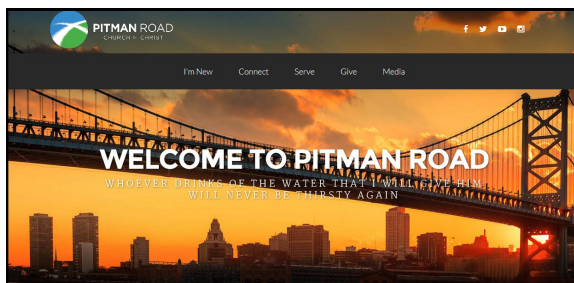 PITMAN ROAD
CHURCH OF CHRIST
I'm New Connect Serve Give Media
WELCOME TO PITMAN ROAD
WHOEVER DRINKS OF THE WATER THAT I WILL GIVE HIM
WILL NEVER BE THIRSTY AGAIN